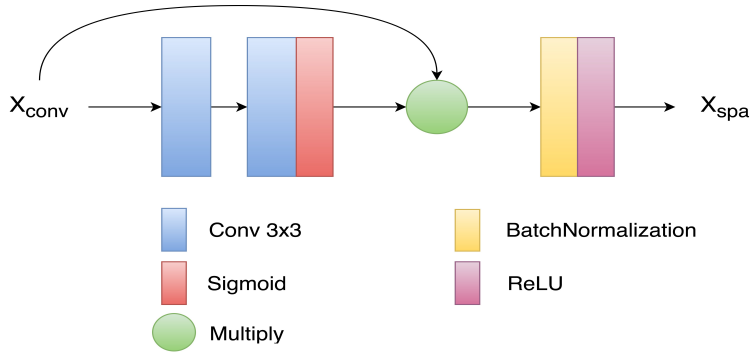 Xconv
Xspa
Conv 3x3
BatchNormalization
Sigmoid
ReLU
Multiply